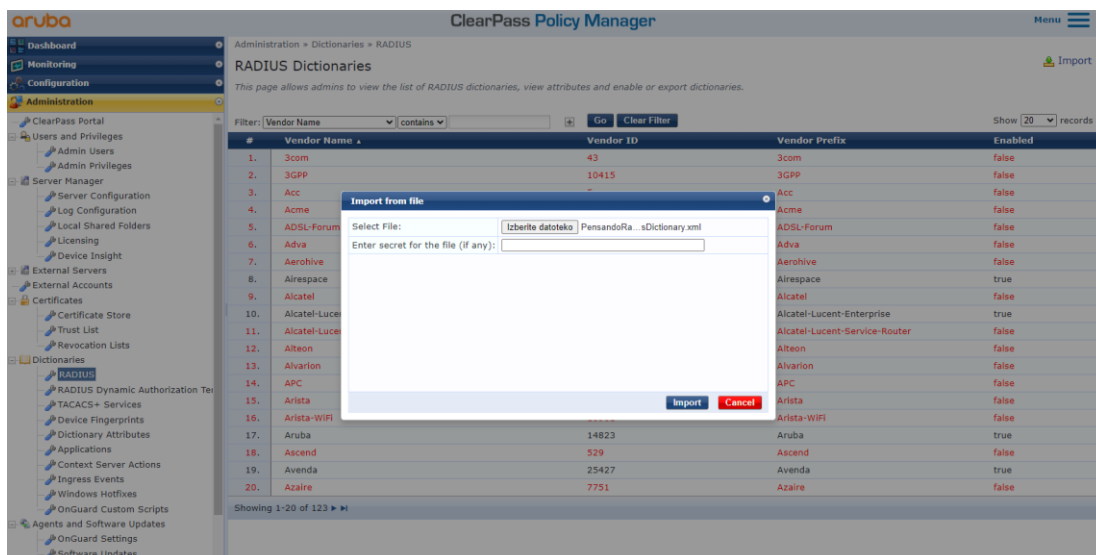 aruba
ClearPass Policy Manager
Menu
Dashboard
Monitoring
Configuration
Administration
ClearPass Portal
Users and Privileges
Admin Users
Admin Privileges
Server Manager
Server Configuration
Log Configuration
Local Shared Folders
Licensing
Device Insight
External Servers
External Accounts
Certificates
Certificate Store
Trust List
Revocation Lists
Dictionaries
RADIUS
RADIUS Dynamic Authorization Te
TACACS+ Services
Device Fingerprints
Dictionary Attributes
Applications
Context Server Actions
Ingress Events
Windows Hotfixes
OnGuard Custom Scripts
Agents and Software Updates
OnGuard Settings
Software Updates
Administration » Dictionaries » RADIUS
RADIUS Dictionaries
Import
This page allows admins to view the list of RADIUS dictionaries, view attributes and enable or export dictionaries.
Filter: Vendor Name contains + Go Clear Filter Show 20 records
# Vendor Name Vendor ID Vendor Prefix Enabled
1. 3com 43 3com false
2. 3GPP 10415 3GPP false
3. Acc Acc false
4. Acme Acme false
5. ADSL-Forum ADSL-Forum false
6. Adva Adva false
7. Aerohive Aerohive false
8. Airespace Airespace true
9. Alcatel Alcatel false
10. Alcatel-Luce Alcatel-Lucent-Enterprise true
11. Alcatel-Luce Alcatel-Lucent-Service-Router false
12. Alteon Alteon false
13. Alvarion Alvarion false
14. APC APC false
15. Arista Arista false
16. Arista-WiFi Arista-WiFi false
17. Aruba 14823 Aruba true
18. Ascend 529 Ascend false
19. Avenda 25427 Avenda true
20. Azaire 7751 Azaire false
Showing 1-20 of 123
Import from file
Select File: Izberite datoteko PensandoRa...sDictionary.xml
Enter secret for the file (if any):
Import Cancel